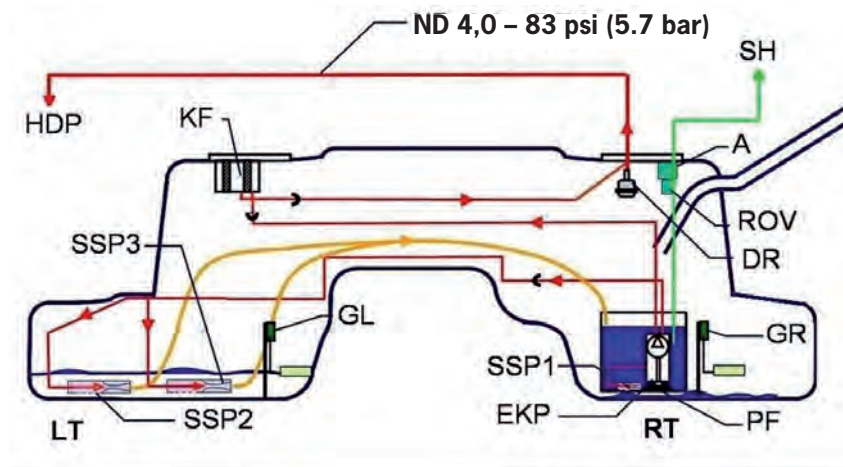 ND 4,0 – 83 psi (5.7 bar)
SH
HDP
KF
A
ROV
DR
SSP3
GL
GR
SSP1
EKP
PF
SSP2
LT
RT